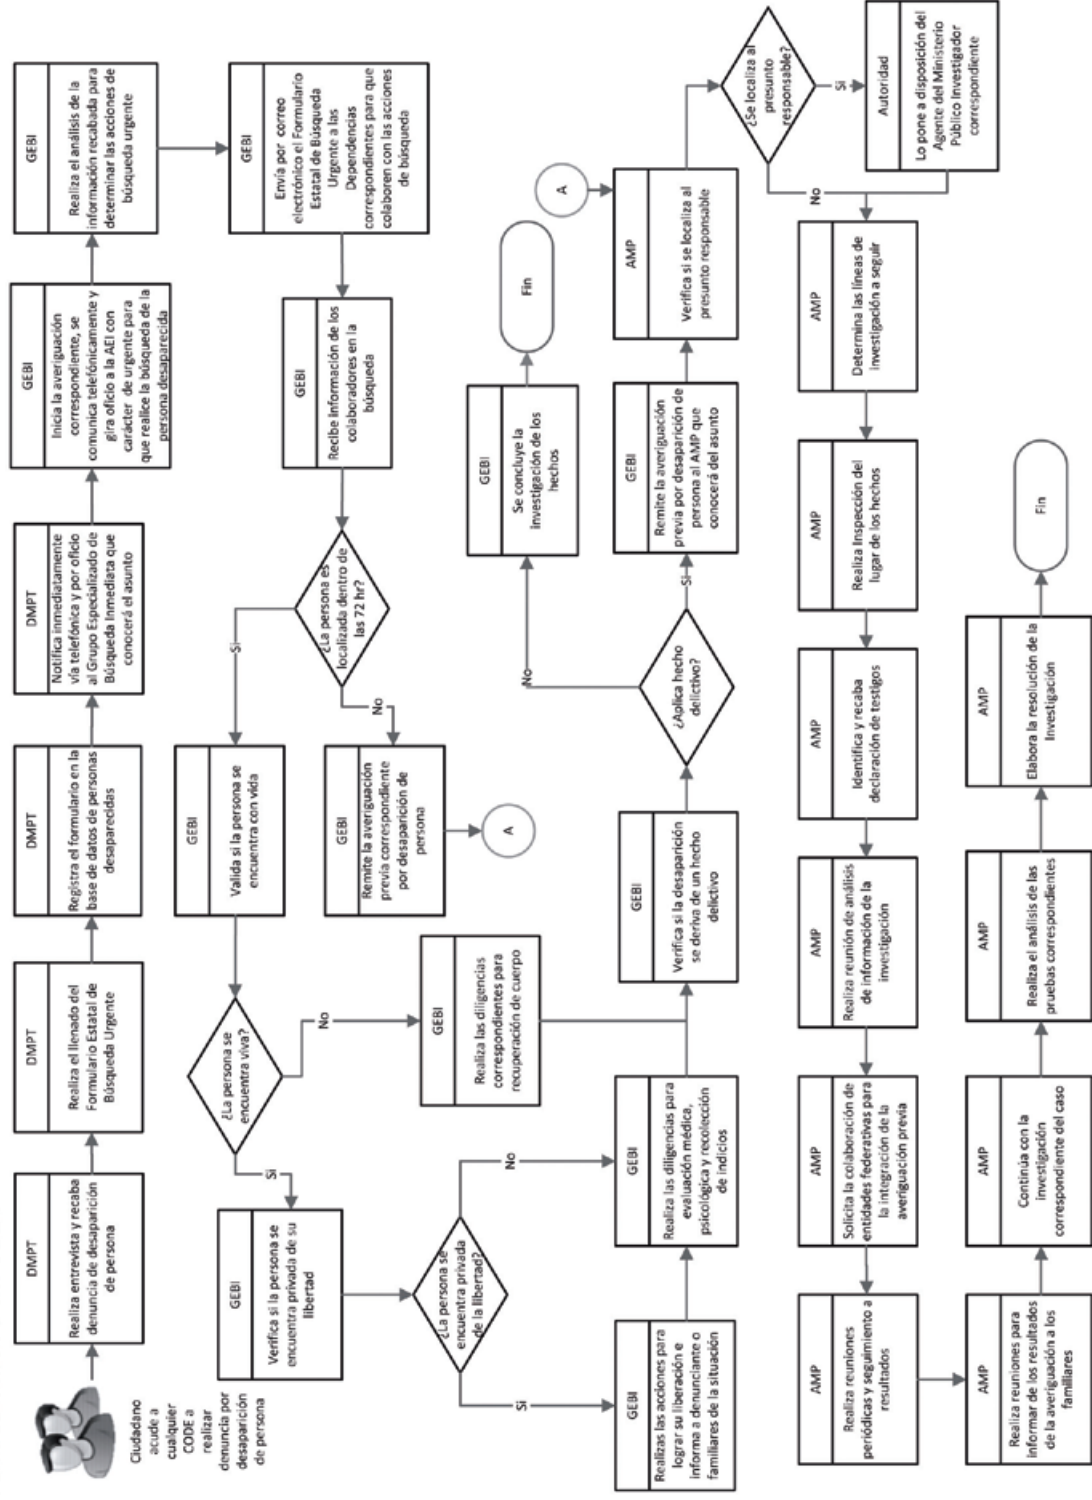 Ciudadano
acude a
cualquier
CODE a
realizar
denuncia por
desaparición
de persona
DMPT
Realiza entrevista y recaba
denuncia de desaparición
de persona
DMPT
Realiza el llenado del
Formulario Estatal de
Búsqueda Urgente
DMPT
Registra el formulario en la
base de datos de personas
desaparecidas
DMPT
Notifica inmediatamente
vía telefónica y por oficio
al Grupo Especializado de
Búsqueda Inmediata que
conocerá el asunto
GEBI
Inicia la averiguación
correspondiente, se
comunica telefónicamente y
gira oficio a la AEI con
carácter de urgente para
que realice la búsqueda de la
persona desaparecida
GEBI
Realiza el análisis de la
información recabada para
determinar las acciones de
búsqueda urgente
GEBI
Envía por correo
electrónico el Formulario
Estatal de Búsqueda
Urgente a las
Dependencias
correspondientes para que
colaboren con las acciones
de búsqueda
GEBI
Recibe información de los
colaboradores en la
búsqueda
¿La persona es
localizada dentro de
las 72 hr?
Si
No
GEBI
Remite la averiguación
previa correspondiente
por desaparición de
persona
A
GEBI
Valida si la persona se
encuentra con vida
¿La persona se
encuentra viva?
Si
No
GEBI
Realiza las diligencias
correspondientes para
recuperación de cuerpo
GEBI
Verifica si la persona se
encuentra privada de su
libertad
¿La persona se
encuentra privada
de la libertad?
Si
No
GEBI
Realizas las acciones para
lograr su liberación e
informa a denunciante o
familiares de la situación
GEBI
Realiza las diligencias para
evaluación médica,
psicológica y recolección
de indicios
GEBI
Verifica si la desaparición
se deriva de un hecho
delictivo
¿Aplica hecho
delictivo?
No
Si
GEBI
Se concluye la
investigación de los
hechos
Fin
GEBI
Remite la averiguación
previa por desaparición de
persona al AMP que
conocerá del asunto
A
AMP
Verifica si se localiza al
presunto responsable
¿Se localiza al
presunto
responsable?
Si
No
Autoridad
Lo pone a disposición del
Agente del Ministerio
Público Investigador
correspondiente
AMP
Determina las líneas de
investigación a seguir
AMP
Realiza Inspección del
lugar de los hechos
AMP
Identifica y recaba
declaración de testigos
AMP
Realiza reunión de análisis
de información de la
investigación
AMP
Solicita la colaboración de
entidades federativas para
la integración de la
averiguación previa
AMP
Realiza reuniones
periódicas y seguimiento a
resultados
AMP
Realiza reuniones para
informar de los resultados
de la averiguación a los
familiares
AMP
Continúa con la
investigación
correspondiente del caso
AMP
Realiza el análisis de las
pruebas correspondientes
AMP
Elabora la resolución de la
Investigación
Fin